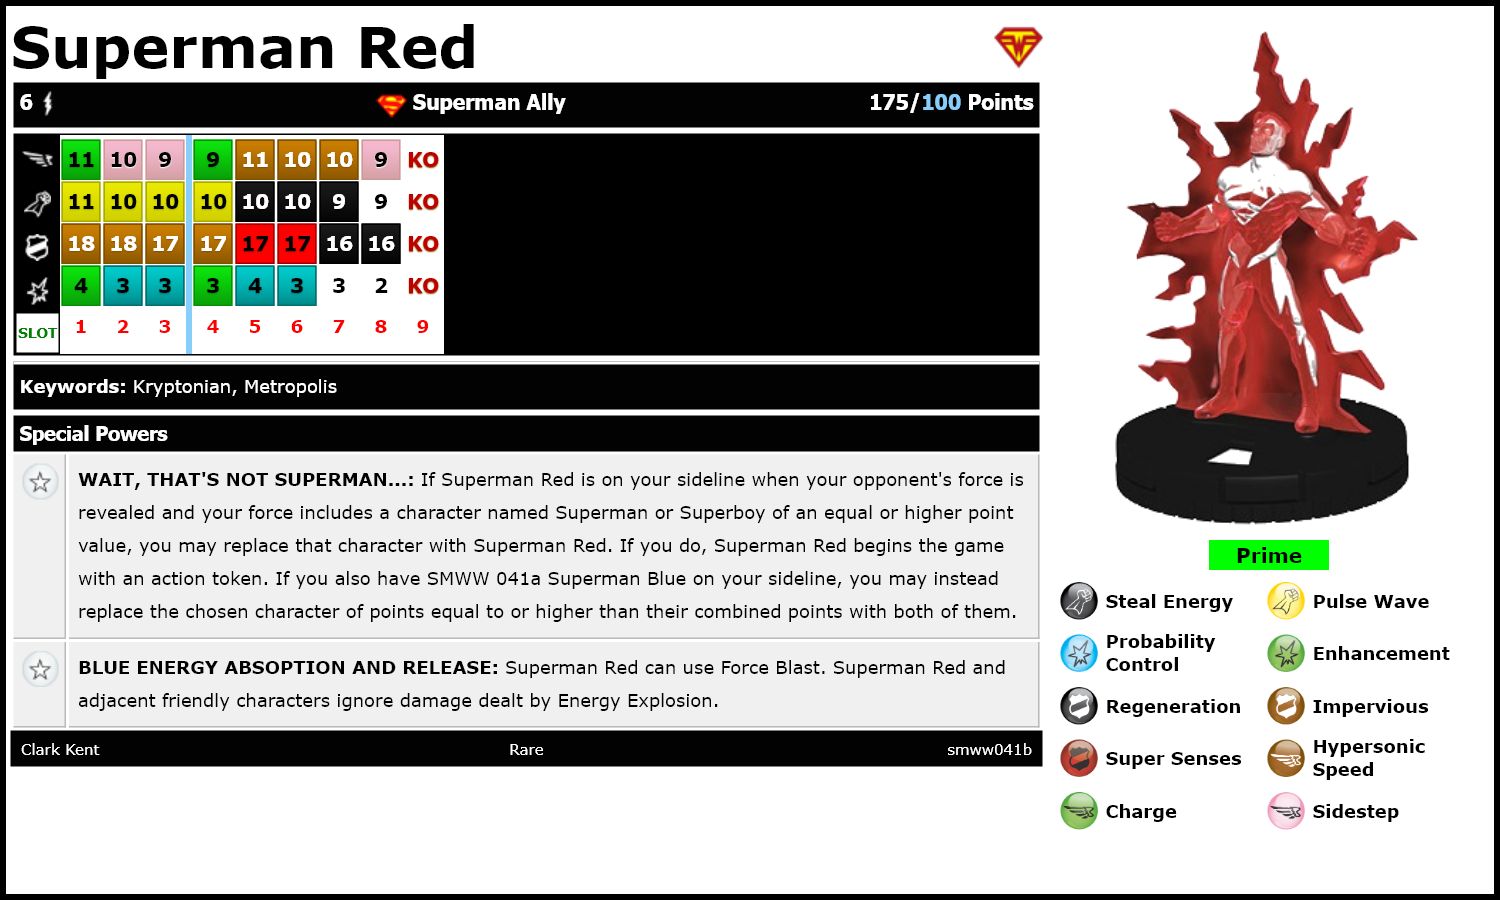 Superman Red
6 Superman Ally 175/100 Points
11 10 9 9 11 10 10 9 KO
11 10 10 10 10 10 9 9 KO
18 18 17 17 17 17 16 16 KO
4 3 3 3 4 3 3 2 KO
SLOT 1 2 3 4 5 6 7 8 9
Keywords: Kryptonian, Metropolis
Special Powers
WAIT, THAT'S NOT SUPERMAN...: If Superman Red is on your sideline when your opponent's force is
revealed and your force includes a character named Superman or Superboy of an equal or higher point
value, you may replace that character with Superman Red. If you do, Superman Red begins the game
with an action token. If you also have SMWW 041a Superman Blue on your sideline, you may instead
replace the chosen character of points equal to or higher than their combined points with both of them.
BLUE ENERGY ABSOPTION AND RELEASE: Superman Red can use Force Blast. Superman Red and
adjacent friendly characters ignore damage dealt by Energy Explosion.
Clark Kent Rare smww041b
Prime
Steal Energy Pulse Wave
Probability
Control
Enhancement
Regeneration Impervious
Super Senses
Hypersonic
Speed
Charge Sidestep